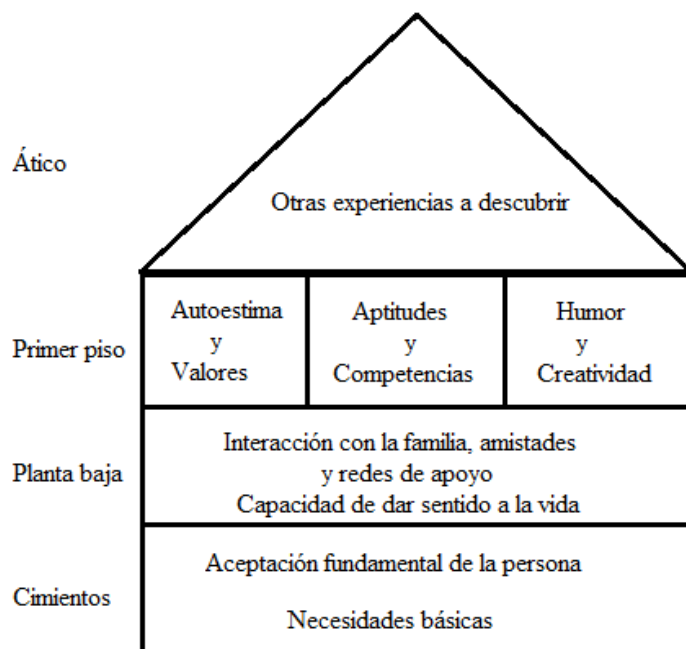 Ático
Otras experiencias a descubrir
Primer piso
Autoestima
y
Valores
Aptitudes
y
Competencias
Humor
y
Creatividad
Planta baja
Interacción con la familia, amistades
y redes de apoyo
Capacidad de dar sentido a la vida
Cimientos
Aceptación fundamental de la persona
Necesidades básicas